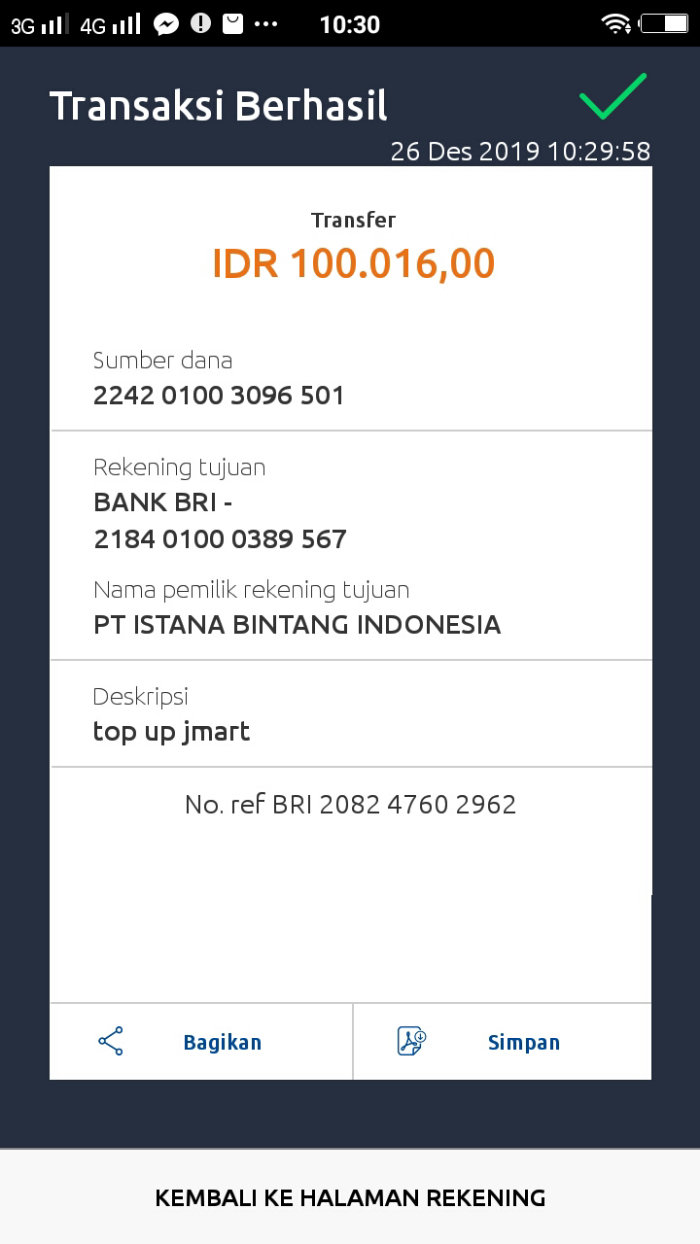 3G 4G 10:30
Transaksi Berhasil
26 Des 2019 10:29:58
Transfer
IDR 100.016,00
Sumber dana
2242 0100 3096 501
Rekening tujuan
BANK BRI -
2184 0100 0389 567
Nama pemilik rekening tujuan
PT ISTANA BINTANG INDONESIA
Deskripsi
top up jmart
No. ref BRI 2082 4760 2962
Bagikan Simpan
KEMBALI KE HALAMAN REKENING